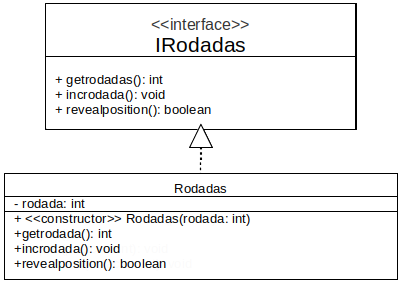 <<interface>>
IRodadas
+ getrodadas(): int
+ incrodada(): void
+ revealposition(): boolean
Rodadas
- rodada: int
+ <<constructor>> Rodadas(rodada: int)
+getrodada(): int
+incrodada(): void
+revealposition(): boolean